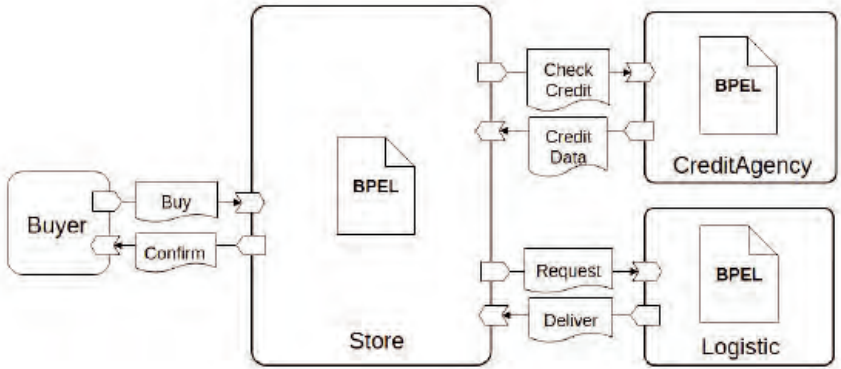 Buyer
Buy
Confirm
BPEL
Store
Check
Credit
Credit
Data
BPEL
CreditAgency
Request
Deliver
BPEL
Logistic